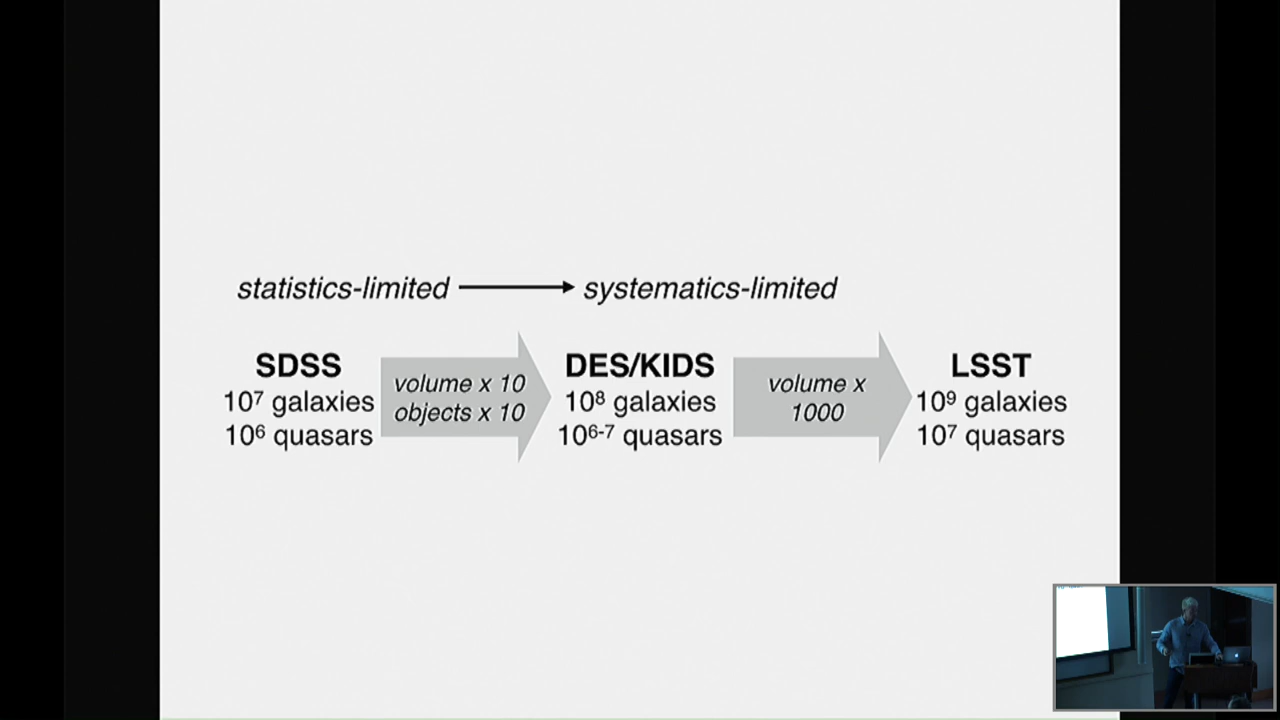 statistics-limited → systematics-limited
SDSS
10⁷ galaxies
10⁶ quasars
volume x 10
objects x 10
DES/KIDS
10⁸ galaxies
10⁶⁻⁷ quasars
volume x
1000
LSST
10⁹ galaxies
10⁷ quasars